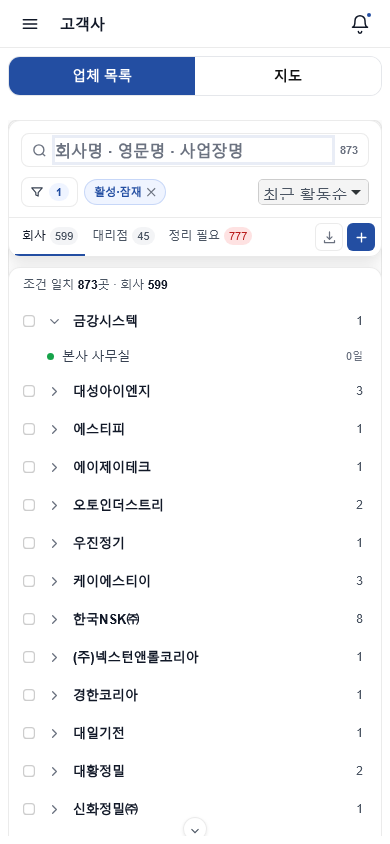 고객사
업체 목록 지도
회사명 · 영문명 · 사업장명 873
1 활성·잠재
최근 활동순
회사 599 대리점 45 정리 필요 777
조건 일치 873곳 · 회사 599
금강시스텍 1
본사 사무실 0일
대성아이엔지 3
에스티피 1
에이제이테크 1
오토인더스트리 2
우진정기 1
케이에스티이 3
한국NSK㈜ 8
(주)넥스턴앤롤코리아 1
경한코리아 1
대일기전 1
대황정밀 2
신화정밀㈜ 1